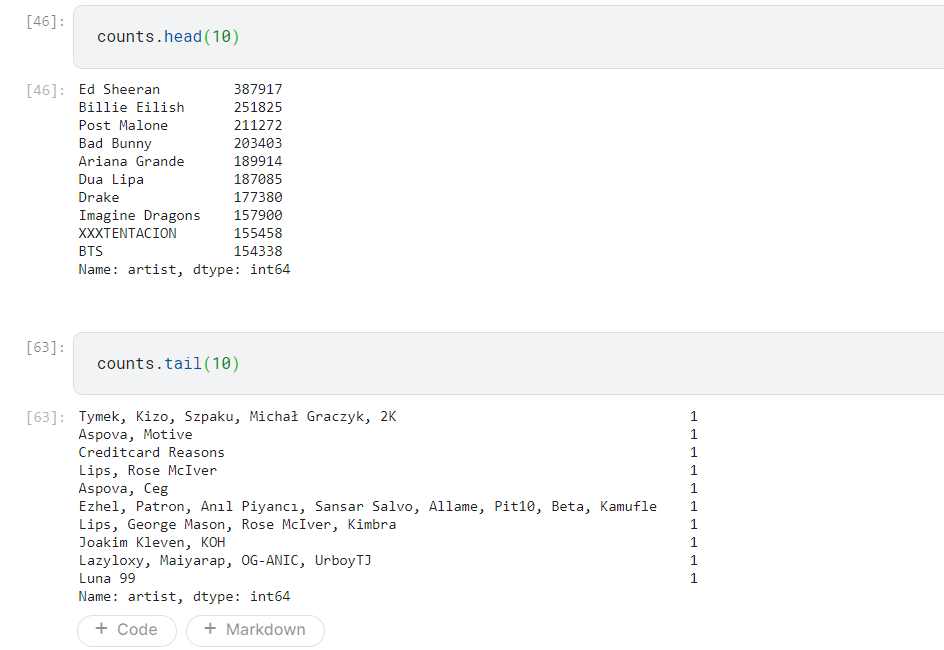 [46]:
counts.head(10)
[46]:
Ed Sheeran 387917
Billie Eilish 251825
Post Malone 211272
Bad Bunny 203403
Ariana Grande 189914
Dua Lipa 187085
Drake 177380
Imagine Dragons 157900
XXXTENTACION 155458
BTS 154338
Name: artist, dtype: int64
[63]:
counts.tail(10)
[63]:
Tymek, Kizo, Szpaku, Michał Graczyk, 2K 1
Aspova, Motive 1
Creditcard Reasons 1
Lips, Rose McIver 1
Aspova, Ceg 1
Ezhel, Patron, Anıl Piyancı, Sansar Salvo, Allame, Pit10, Beta, Kamufle 1
Lips, George Mason, Rose McIver, Kimbra 1
Joakim Kleven, KOH 1
Lazyloxy, Maiyarap, OG-ANIC, UrboyTJ 1
Luna 99 1
Name: artist, dtype: int64
+ Code + Markdown